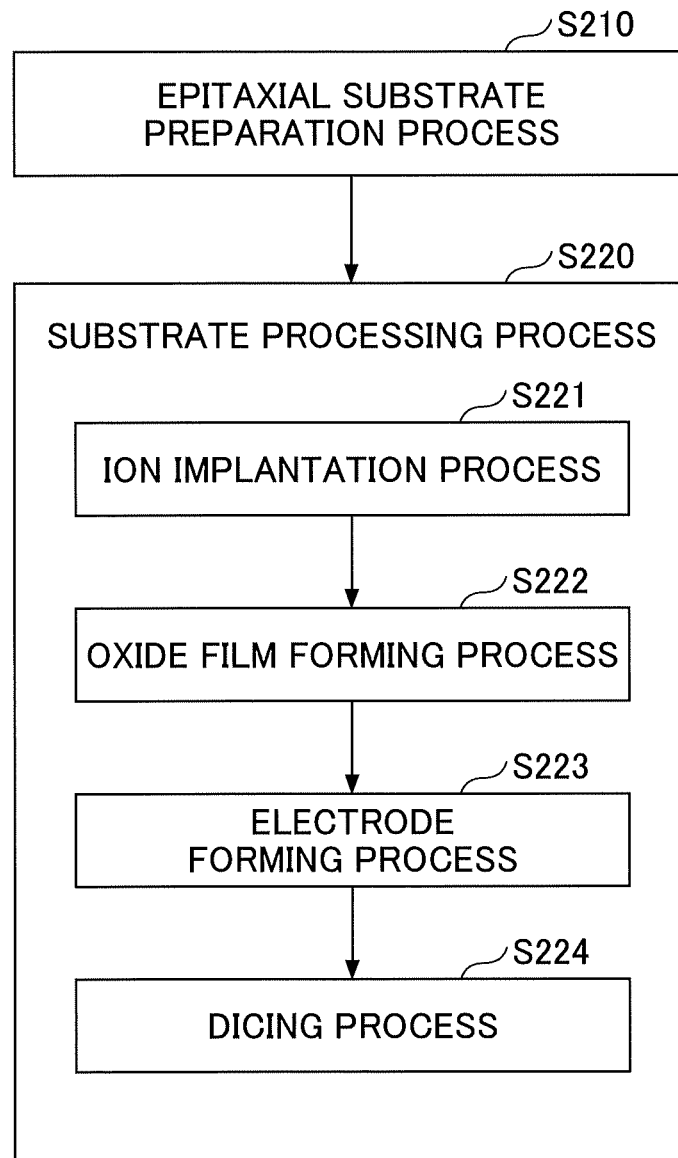 S210
EPITAXIAL SUBSTRATE
PREPARATION PROCESS
S220
SUBSTRATE PROCESSING PROCESS
S221
ION IMPLANTATION PROCESS
S222
OXIDE FILM FORMING PROCESS
S223
ELECTRODE
FORMING PROCESS
S224
DICING PROCESS